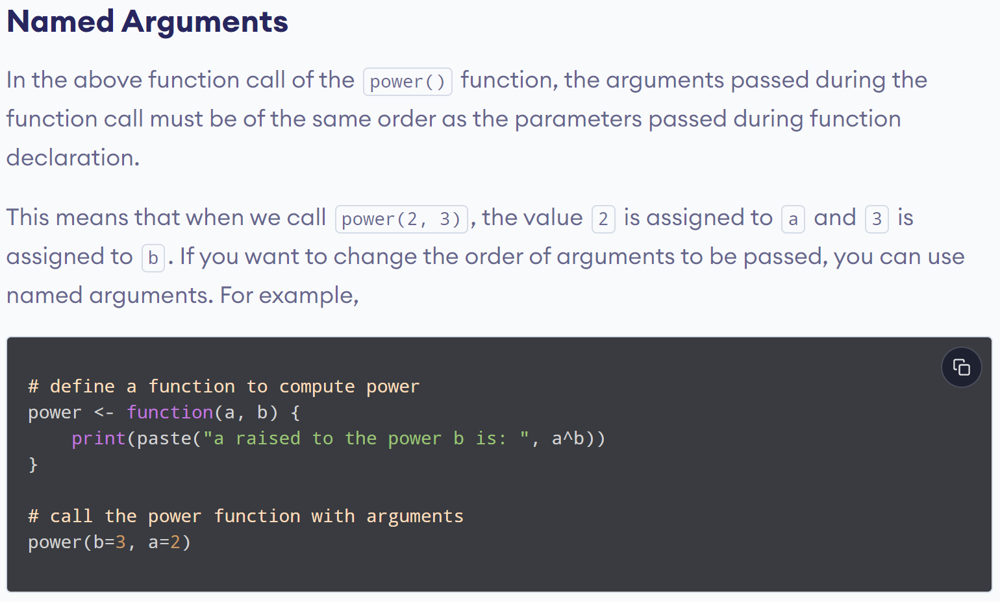 Named Arguments
In the above function call of the power() function, the arguments passed during the
function call must be of the same order as the parameters passed during function
declaration.
This means that when we call power(2, 3), the value 2 is assigned to a and 3 is
assigned to b. If you want to change the order of arguments to be passed, you can use
named arguments. For example,
# define a function to compute power
power <- function(a, b) {
    print(paste("a raised to the power b is: ", a^b))
}
# call the power function with arguments
power(b=3, a=2)